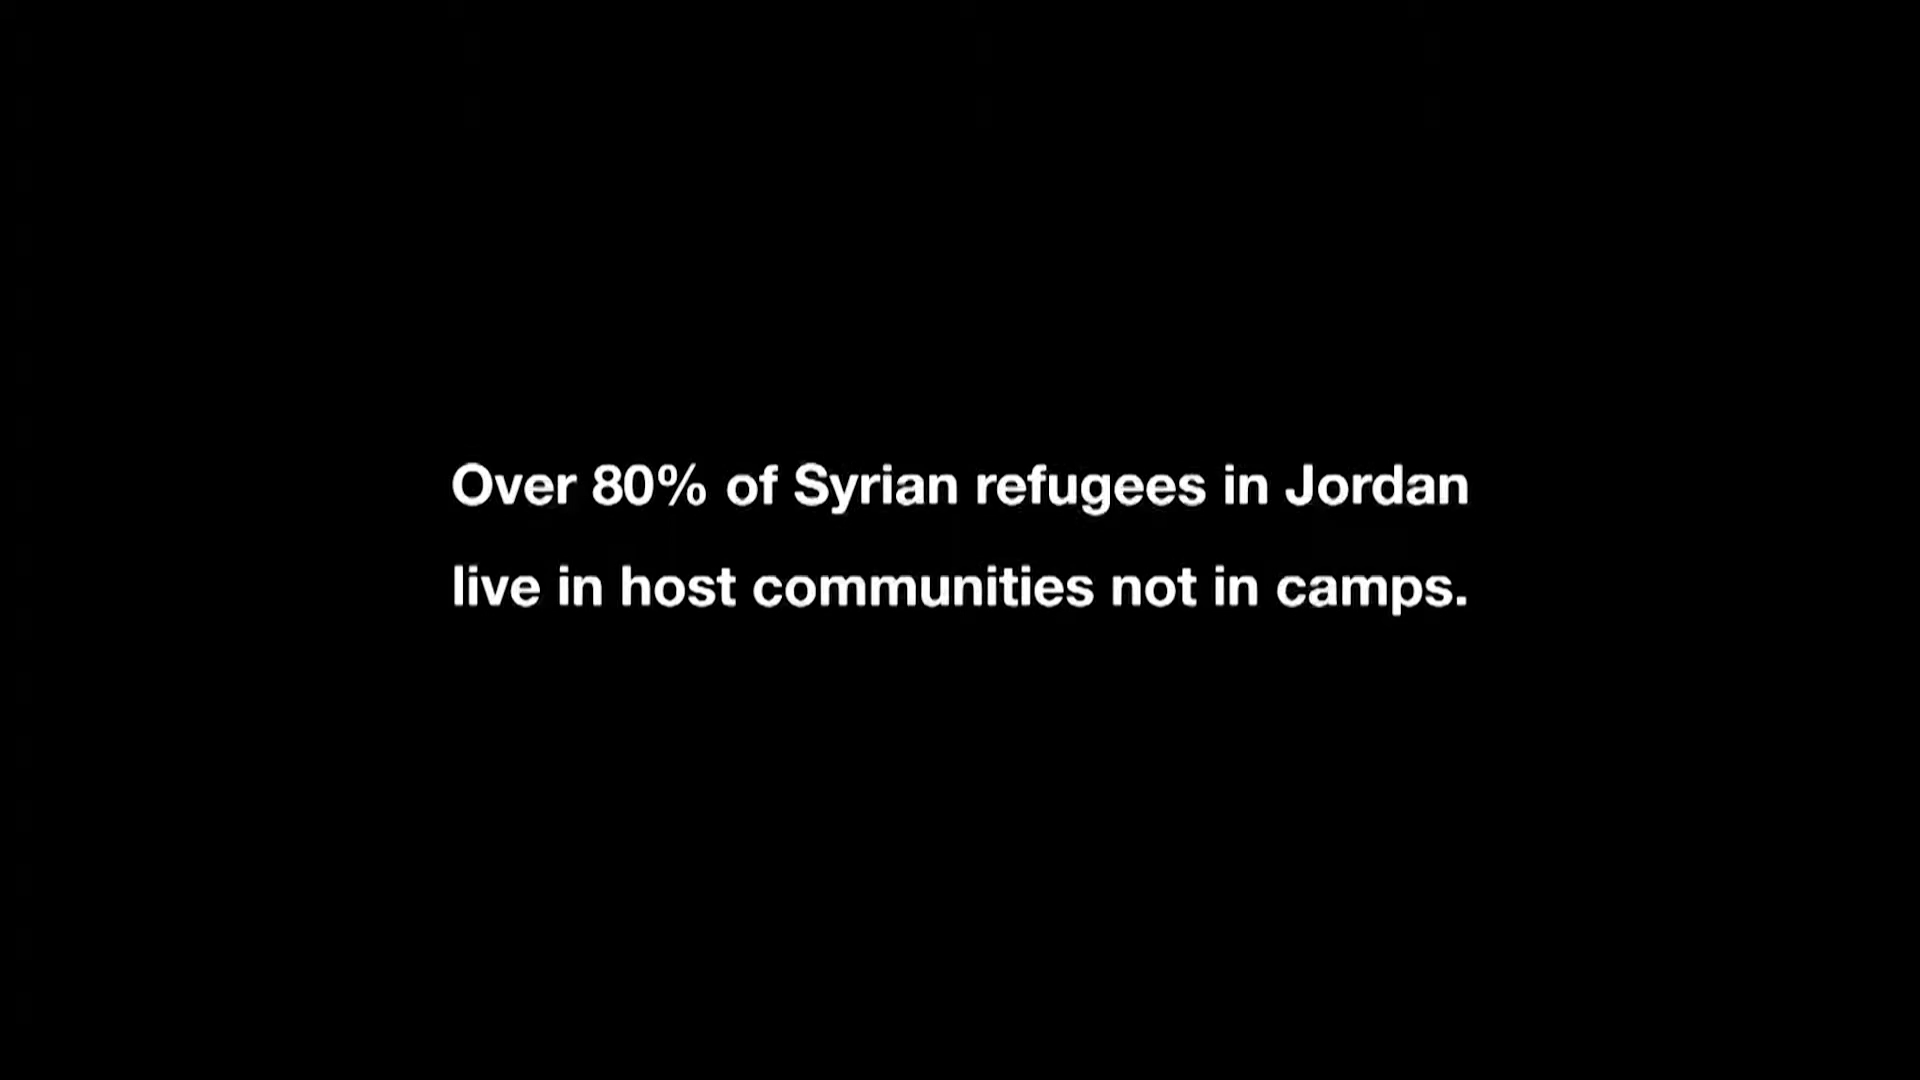 Over 80% of Syrian refugees in Jordan
live in host communities not in camps.